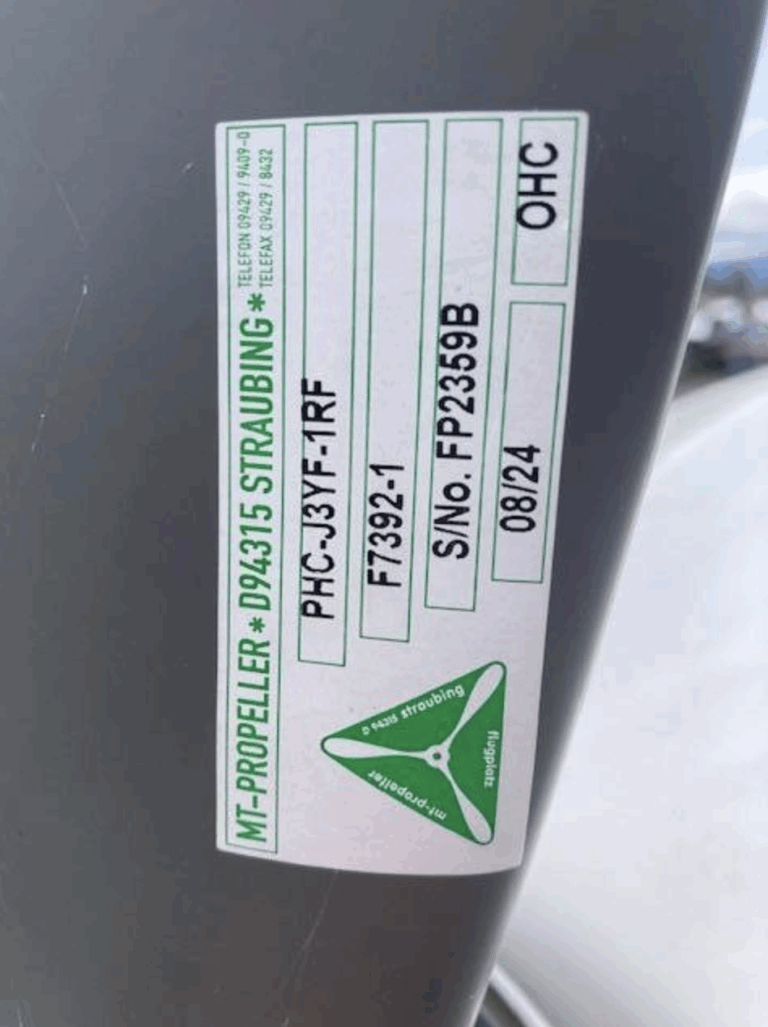 MT-PROPELLER * D94315 STRAUBING *
TELEFON 09429 / 9409-0
TELEFAX 09429 / 8432
PHC-J3YF-1RF
F7392-1
S/No. FP2359B
08/24
OHC
mt-propeller
D 94315 straubing
flugplatz